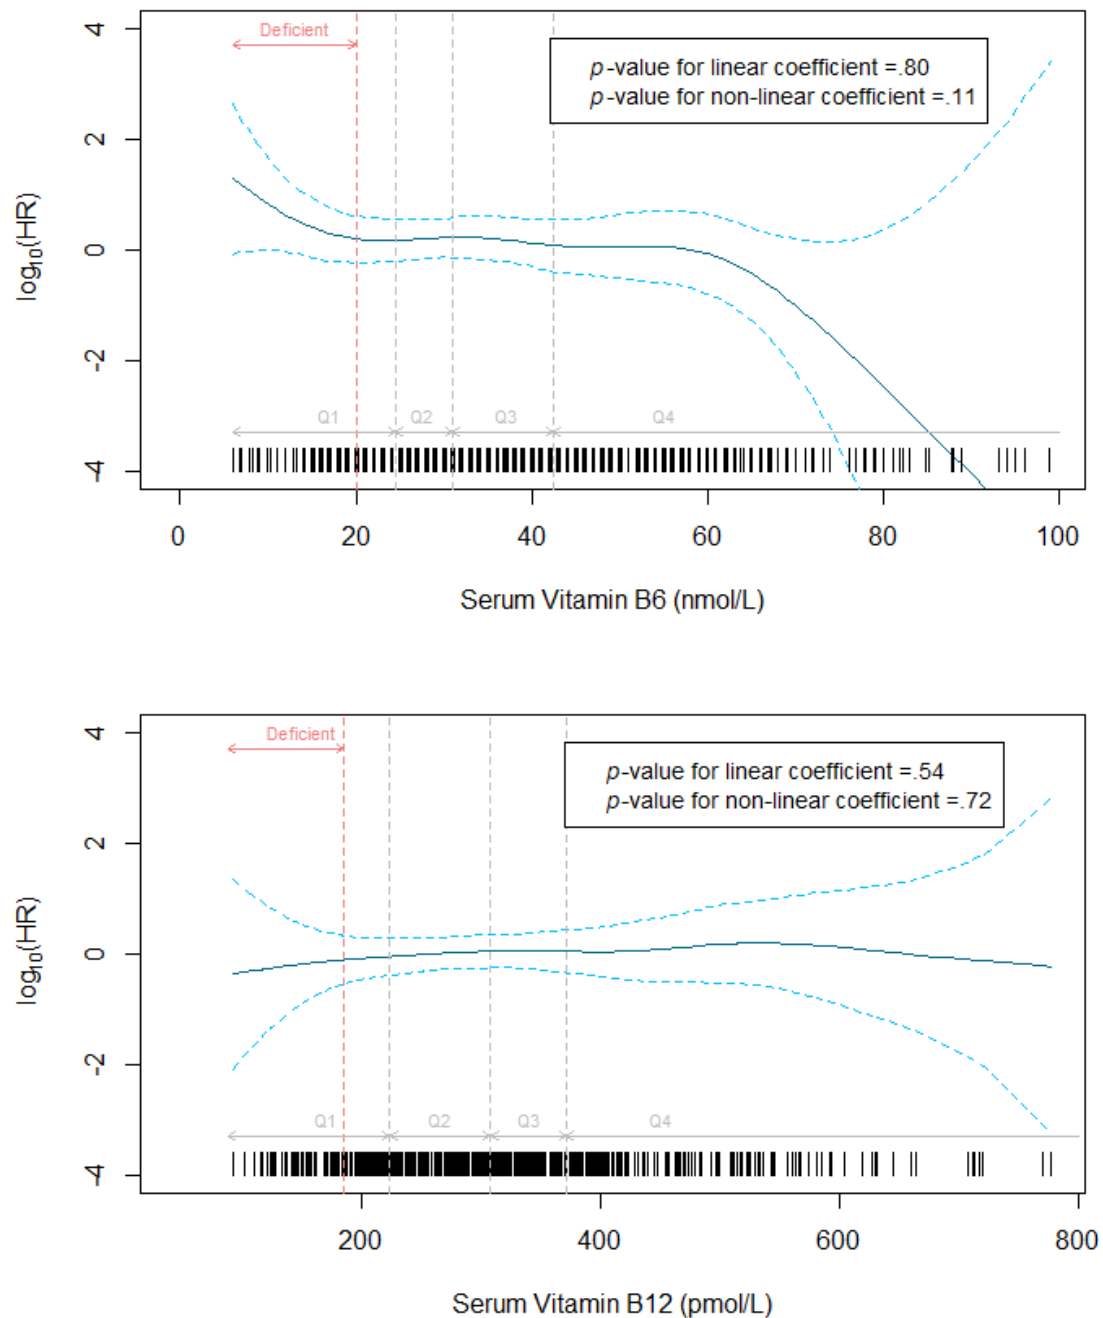 4
Deficient
p-value for linear coefficient =.80
p-value for non-linear coefficient =.11
2
log10(HR)
0
-2
Q1 Q2 Q3 Q4
-4
0 20 40 60 80 100
Serum Vitamin B6 (nmol/L)
4
Deficient
p-value for linear coefficient =.54
p-value for non-linear coefficient =.72
2
log10(HR)
0
-2
Q1 Q2 Q3 Q4
-4
200 400 600 800
Serum Vitamin B12 (pmol/L)